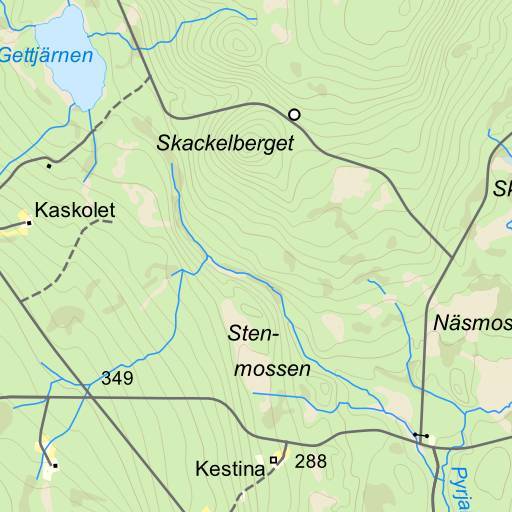 Gettjärnen
Skackelberget
Kaskolet
Sk
Näsmos
Sten-
mossen
349
Kestina
288
Pyrja